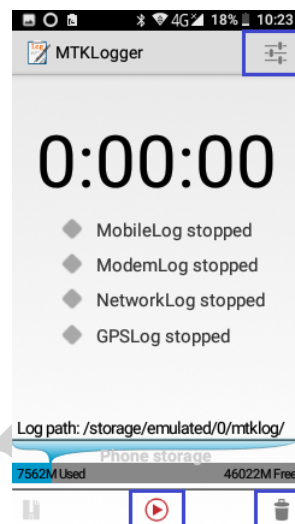 4G 18% 10:23
MTKLogger
0:00:00
MobileLog stopped
ModemLog stopped
NetworkLog stopped
GPSLog stopped
Log path: /storage/emulated/0/mtklog/
Phone storage
7562M Used 46022M Free